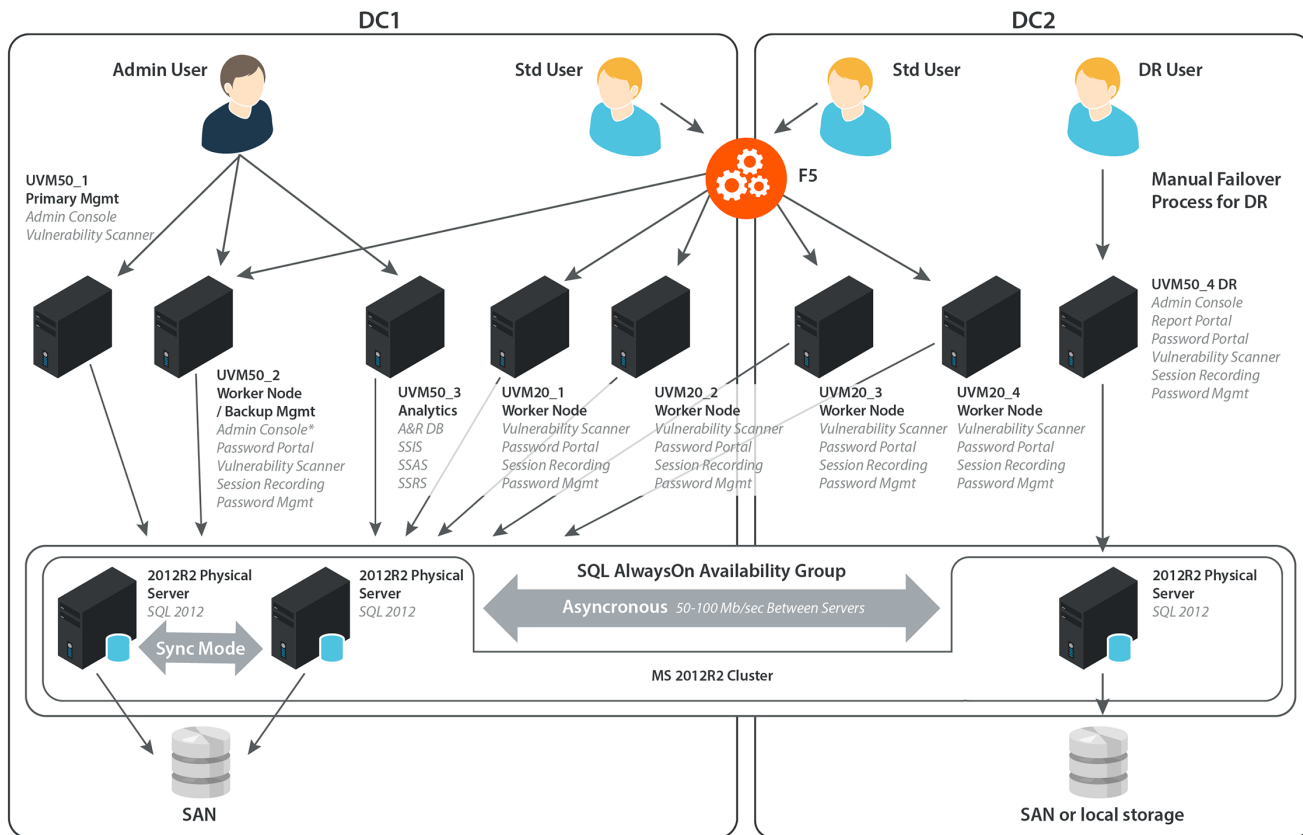 DC1
DC2
Admin User
Std User
Std User
DR User
F5
Manual Failover
Process for DR
UVM50_1
Primary Mgmt
Admin Console
Vulnerability Scanner
UVM50_2
Worker Node
/ Backup Mgmt
Admin Console*
Password Portal
Vulnerability Scanner
Session Recording
Password Mgmt
UVM50_3
Analytics
A&R DB
SSIS
SSAS
SSRS
UVM20_1
Worker Node
Vulnerability Scanner
Password Portal
Session Recording
Password Mgmt
UVM20_2
Worker Node
Vulnerability Scanner
Password Portal
Session Recording
Password Mgmt
UVM20_3
Worker Node
Vulnerability Scanner
Password Portal
Session Recording
Password Mgmt
UVM20_4
Worker Node
Vulnerability Scanner
Password Portal
Session Recording
Password Mgmt
UVM50_4 DR
Admin Console
Report Portal
Password Portal
Vulnerability Scanner
Session Recording
Password Mgmt
2012R2 Physical
Server
SQL 2012
Sync Mode
2012R2 Physical
Server
SQL 2012
SQL AlwaysOn Availability Group
Asyncronous 50-100 Mb/sec Between Servers
MS 2012R2 Cluster
2012R2 Physical
Server
SQL 2012
SAN
SAN or local storage